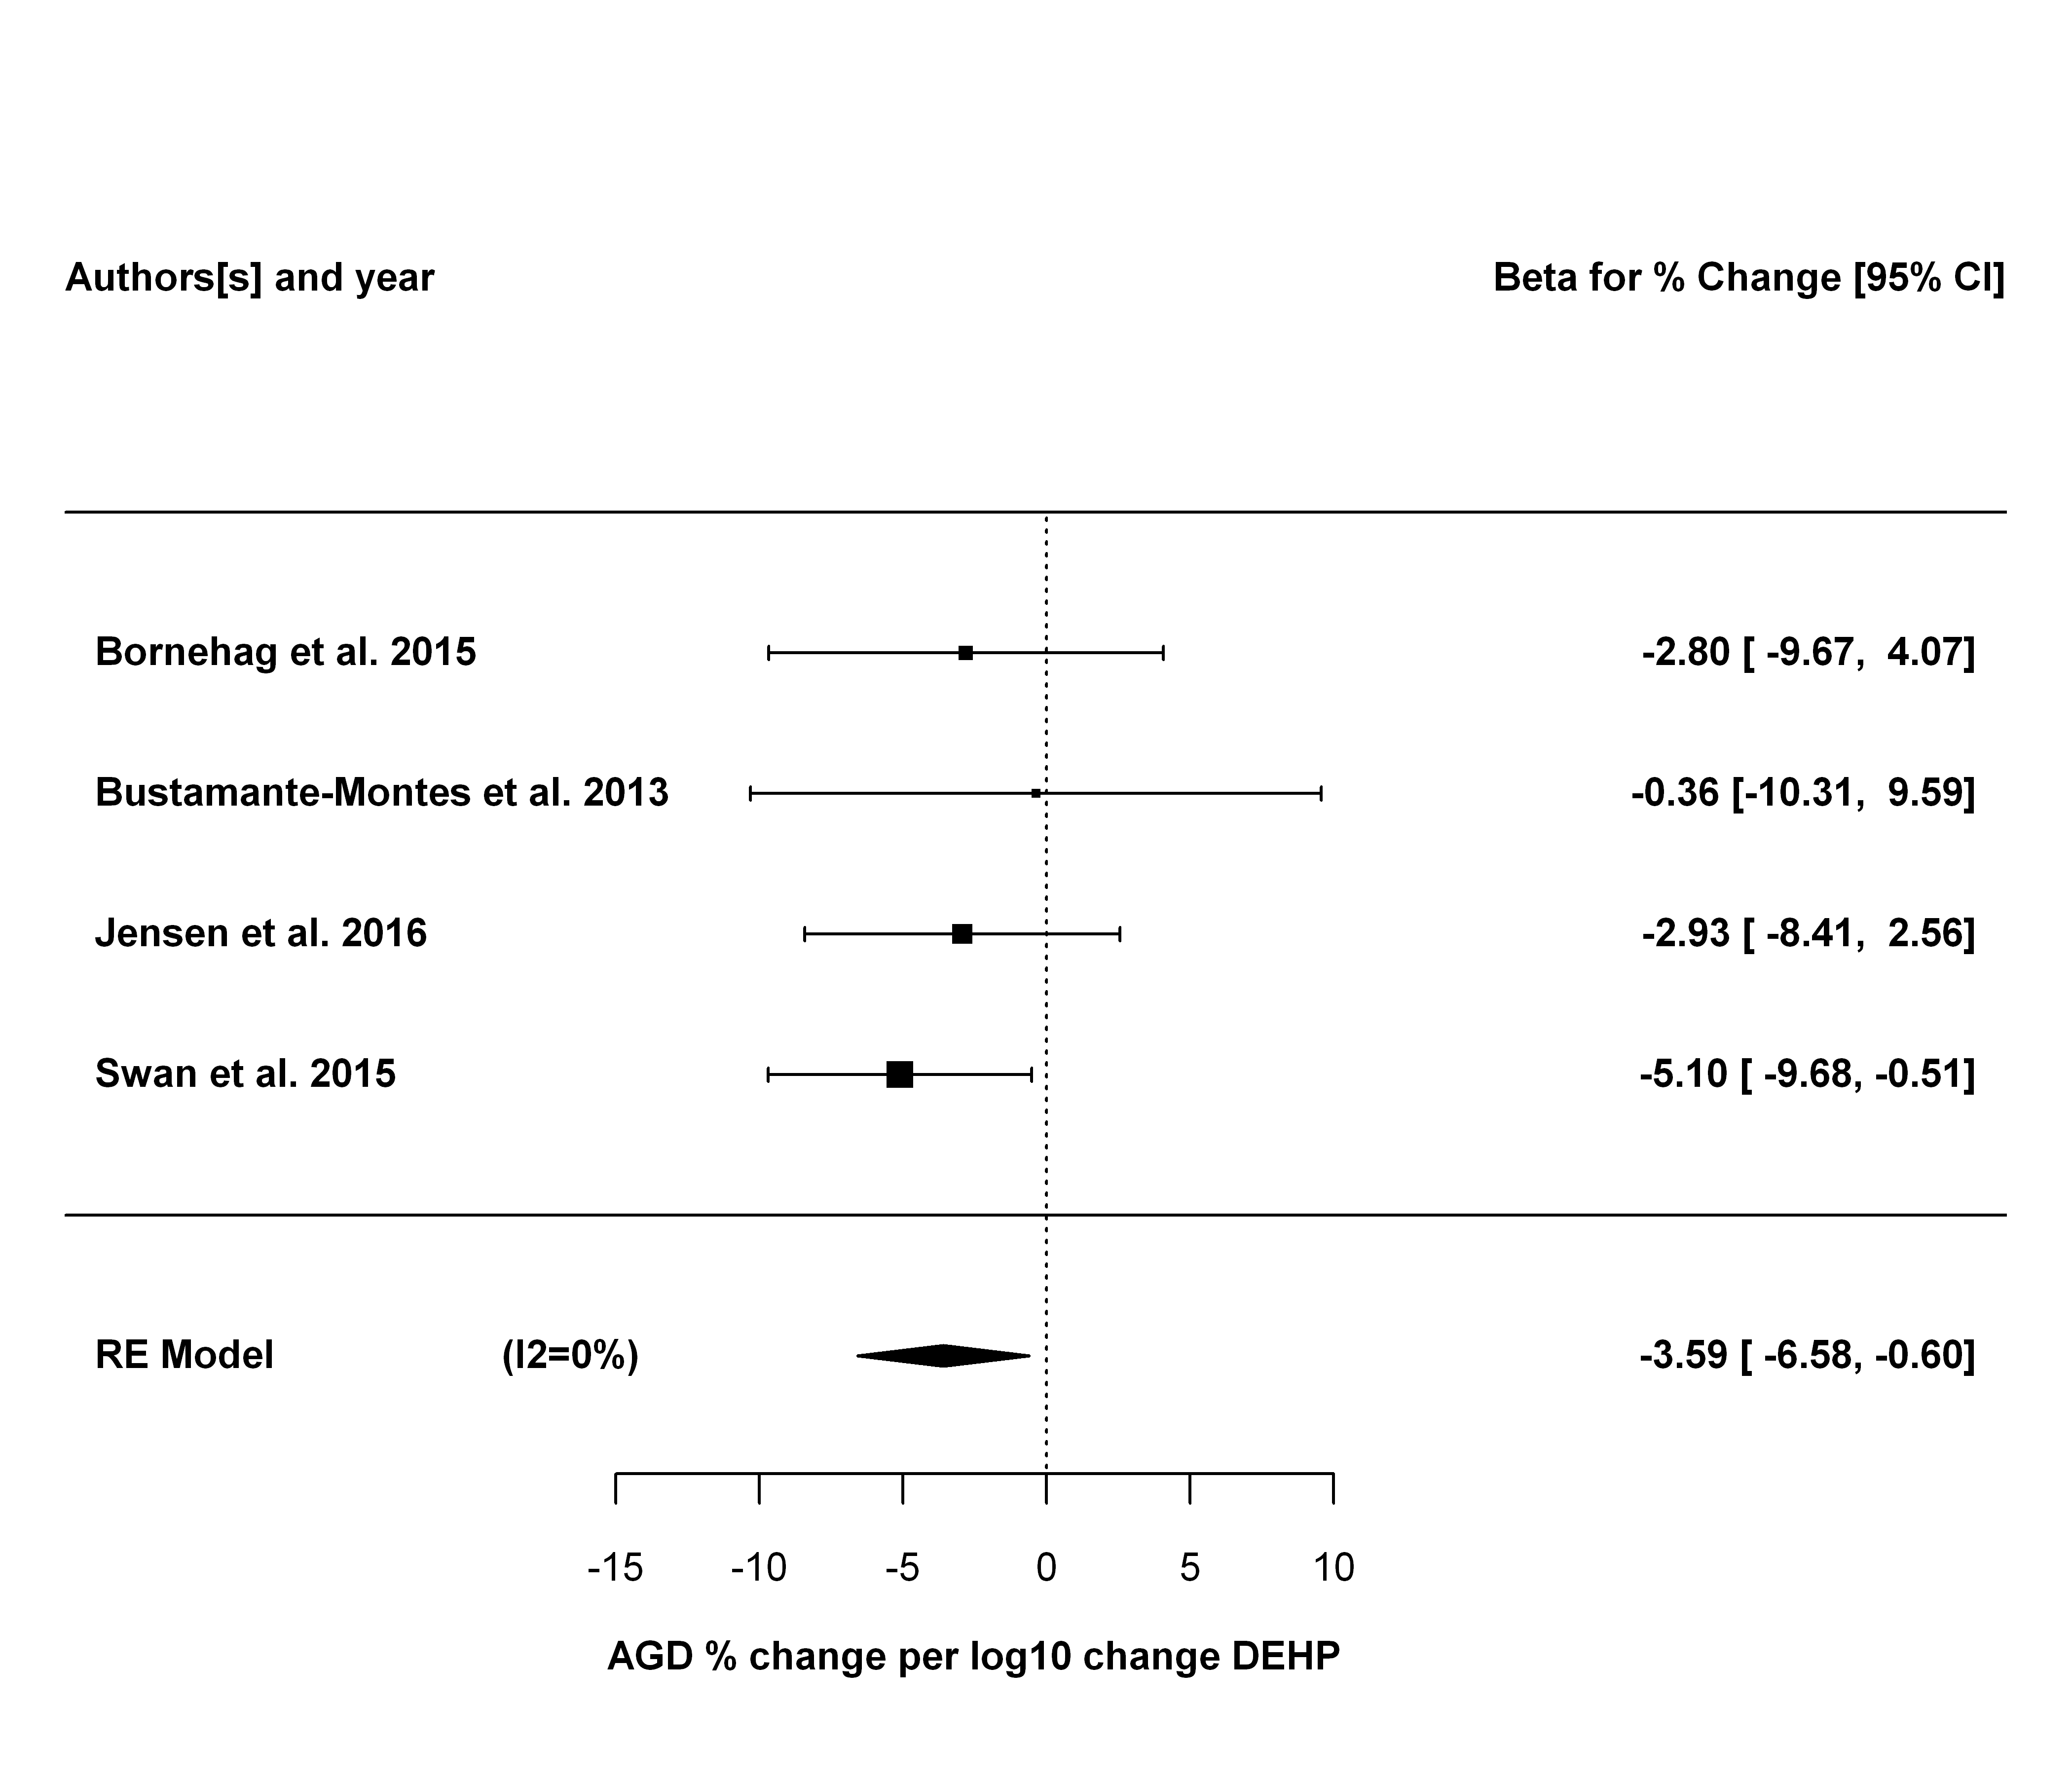 Authors[s] and year Beta for % Change [95% CI]
Bornehag et al. 2015 -2.80 [ -9.67, 4.07]
Bustamante-Montes et al. 2013 -0.36 [-10.31, 9.59]
Jensen et al. 2016 -2.93 [ -8.41, 2.56]
Swan et al. 2015 -5.10 [ -9.68, -0.51]
RE Model (I2=0%) -3.59 [ -6.58, -0.60]
-15 -10 -5 0 5 10
AGD % change per log10 change DEHP